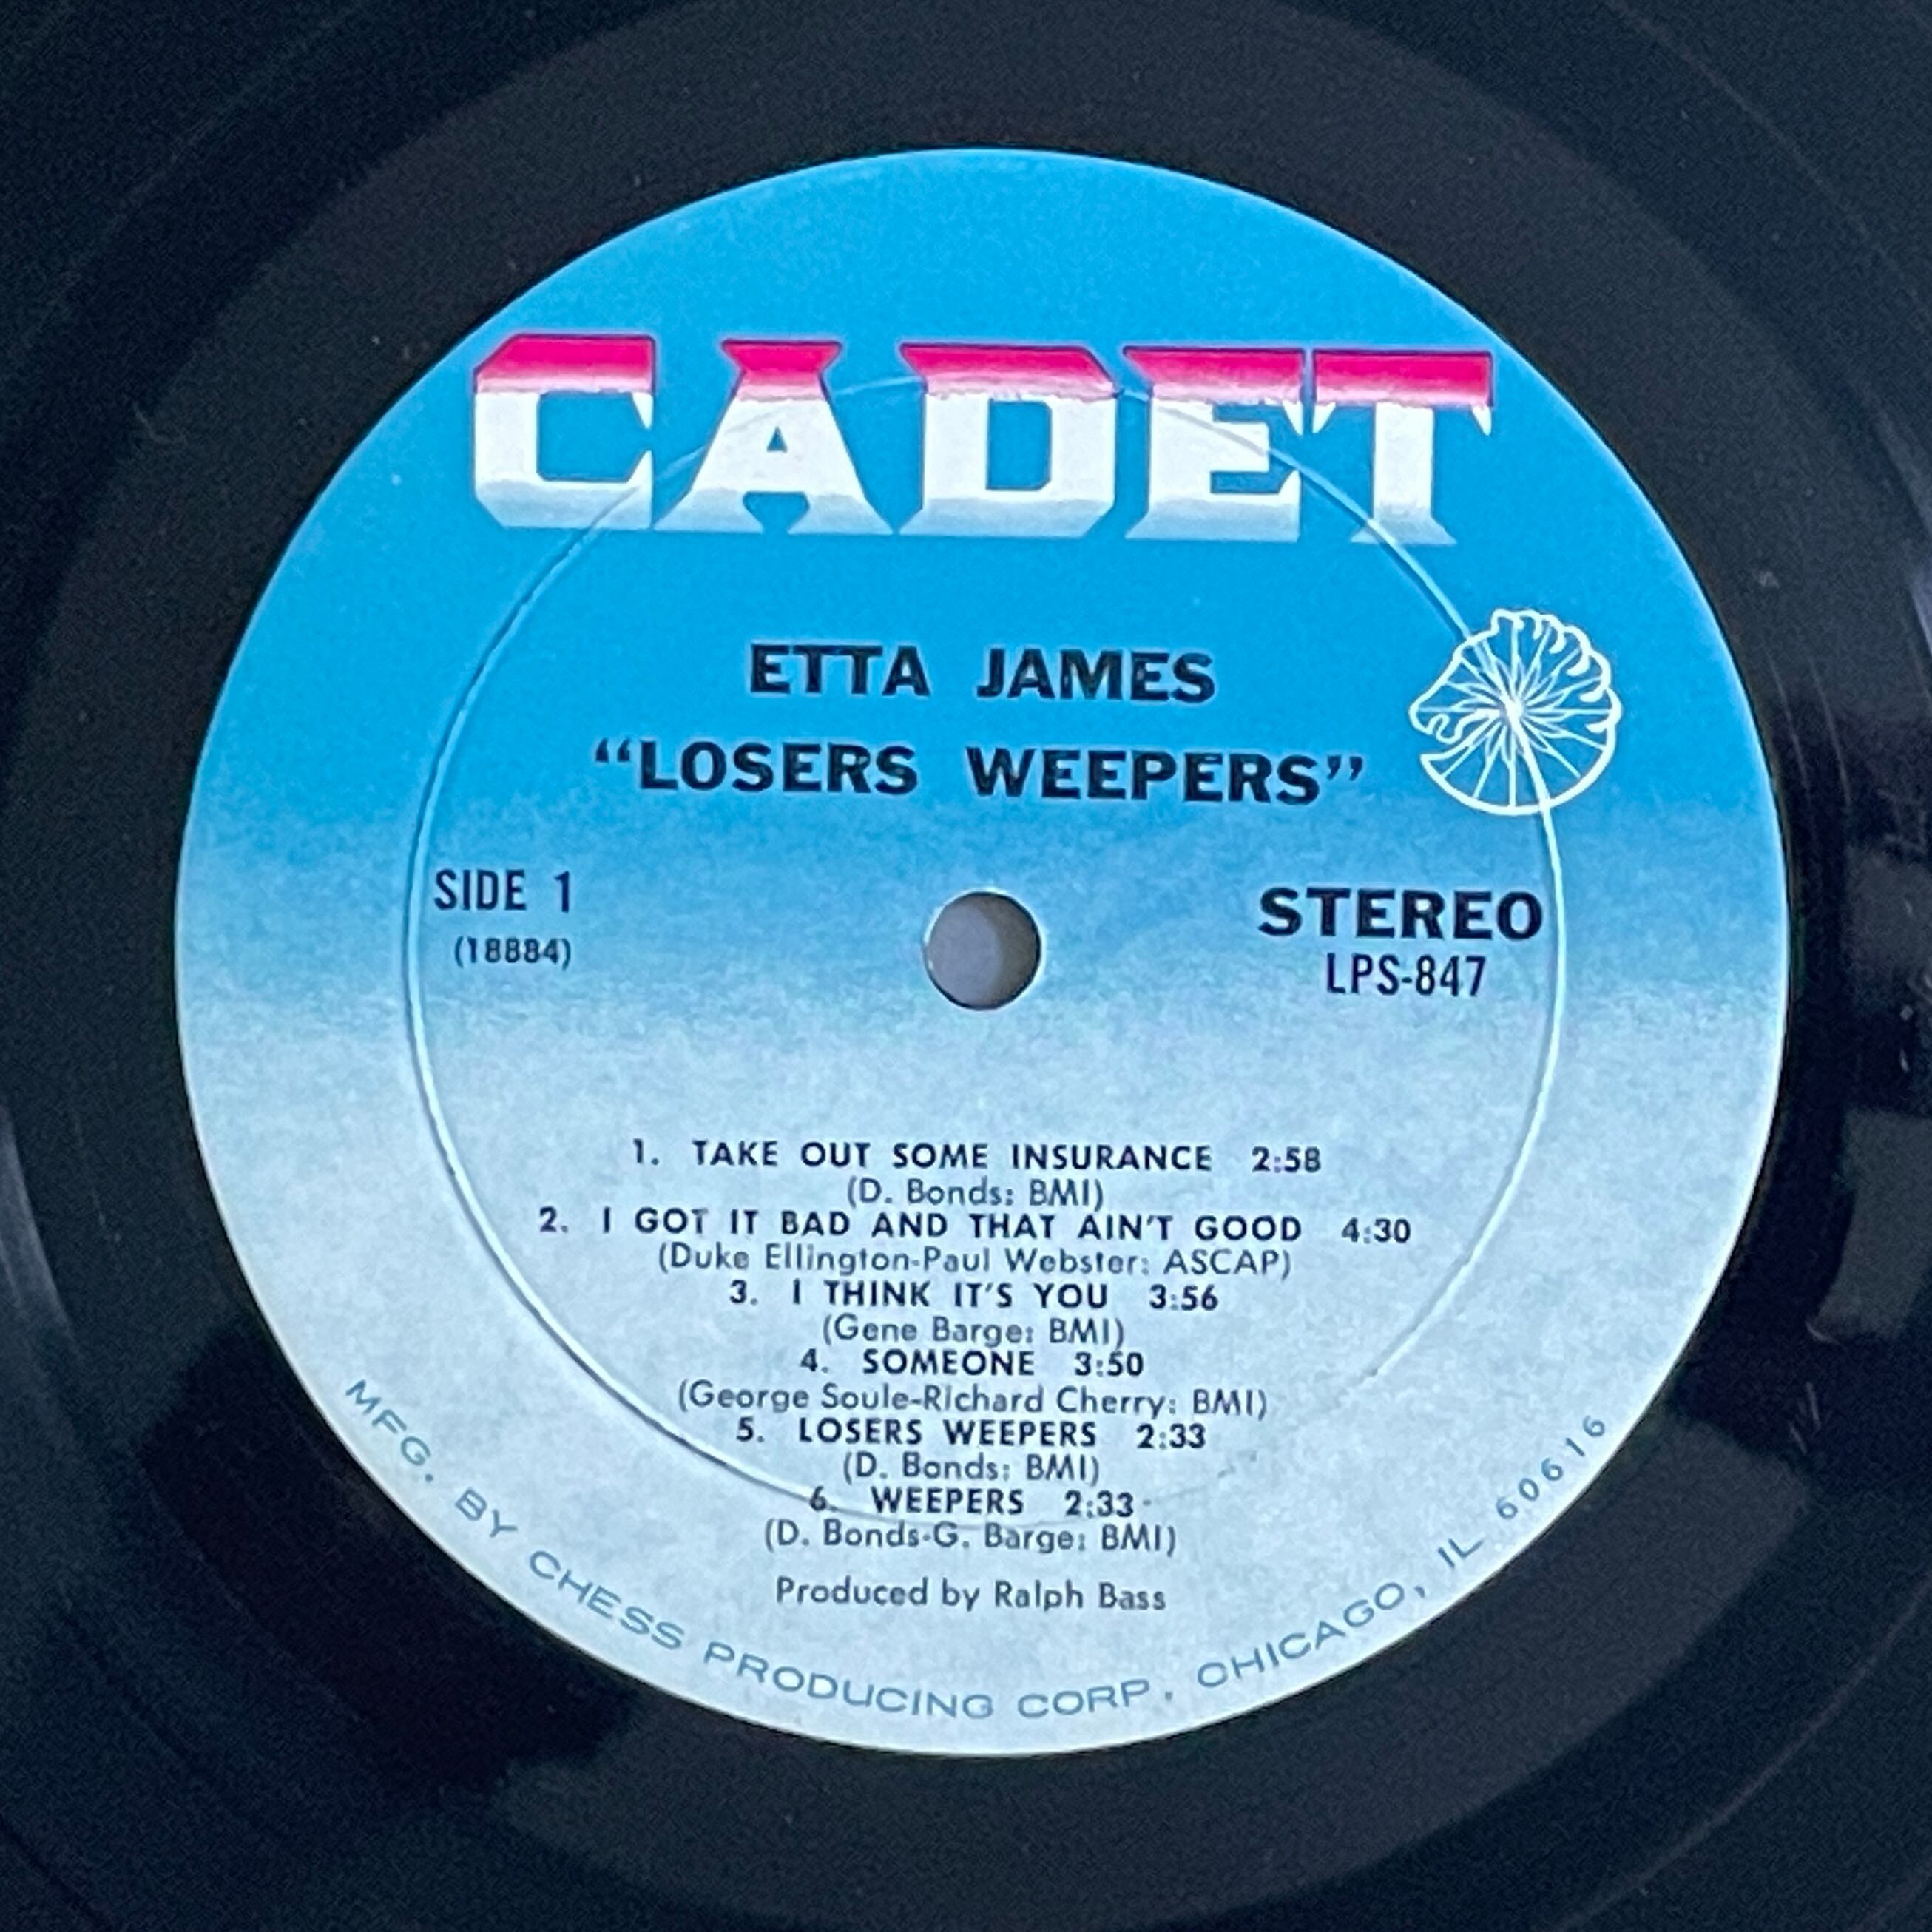 CADET
ETTA JAMES
“LOSERS WEEPERS”
SIDE 1
(18884)
STEREO
LPS-847
1. TAKE OUT SOME INSURANCE 2:58
(D. Bonds: BMI)
2. I GOT IT BAD AND THAT AIN'T GOOD 4:30
(Duke Ellington-Paul Webster: ASCAP)
3. I THINK IT'S YOU 3:56
(Gene Barge: BMI)
4. SOMEONE 3:50
(George Soule-Richard Cherry: BMI)
5. LOSERS WEEPERS 2:33
(D. Bonds: BMI)
6. WEEPERS 2:33
(D. Bonds-G. Barge: BMI)
Produced by Ralph Bass
MFG. BY CHESS PRODUCING CORP. CHICAGO, IL 60616